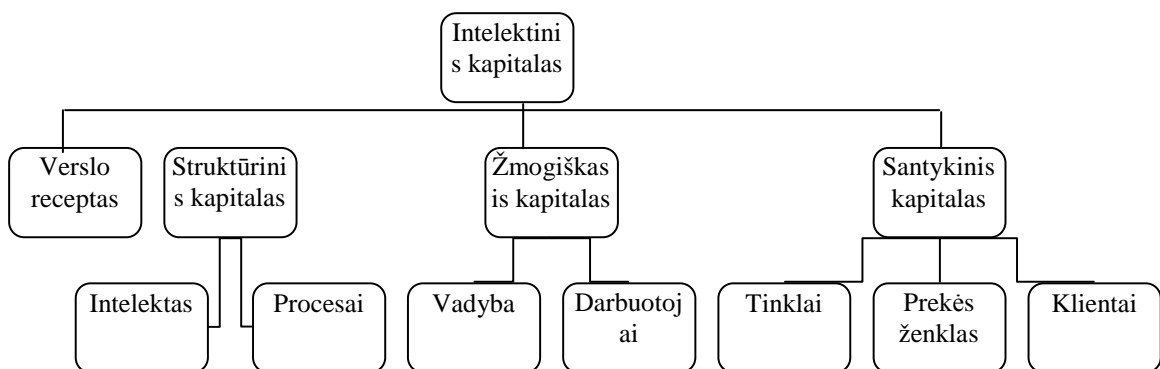 Intelektini
s kapitalas
Verslo
receptas
Struktūrini
s kapitalas
Žmogiškas
is kapitalas
Santykinis
kapitalas
Intelektas
Procesai
Vadyba
Darbuotoj
ai
Tinklai
Prekės
ženklas
Klientai